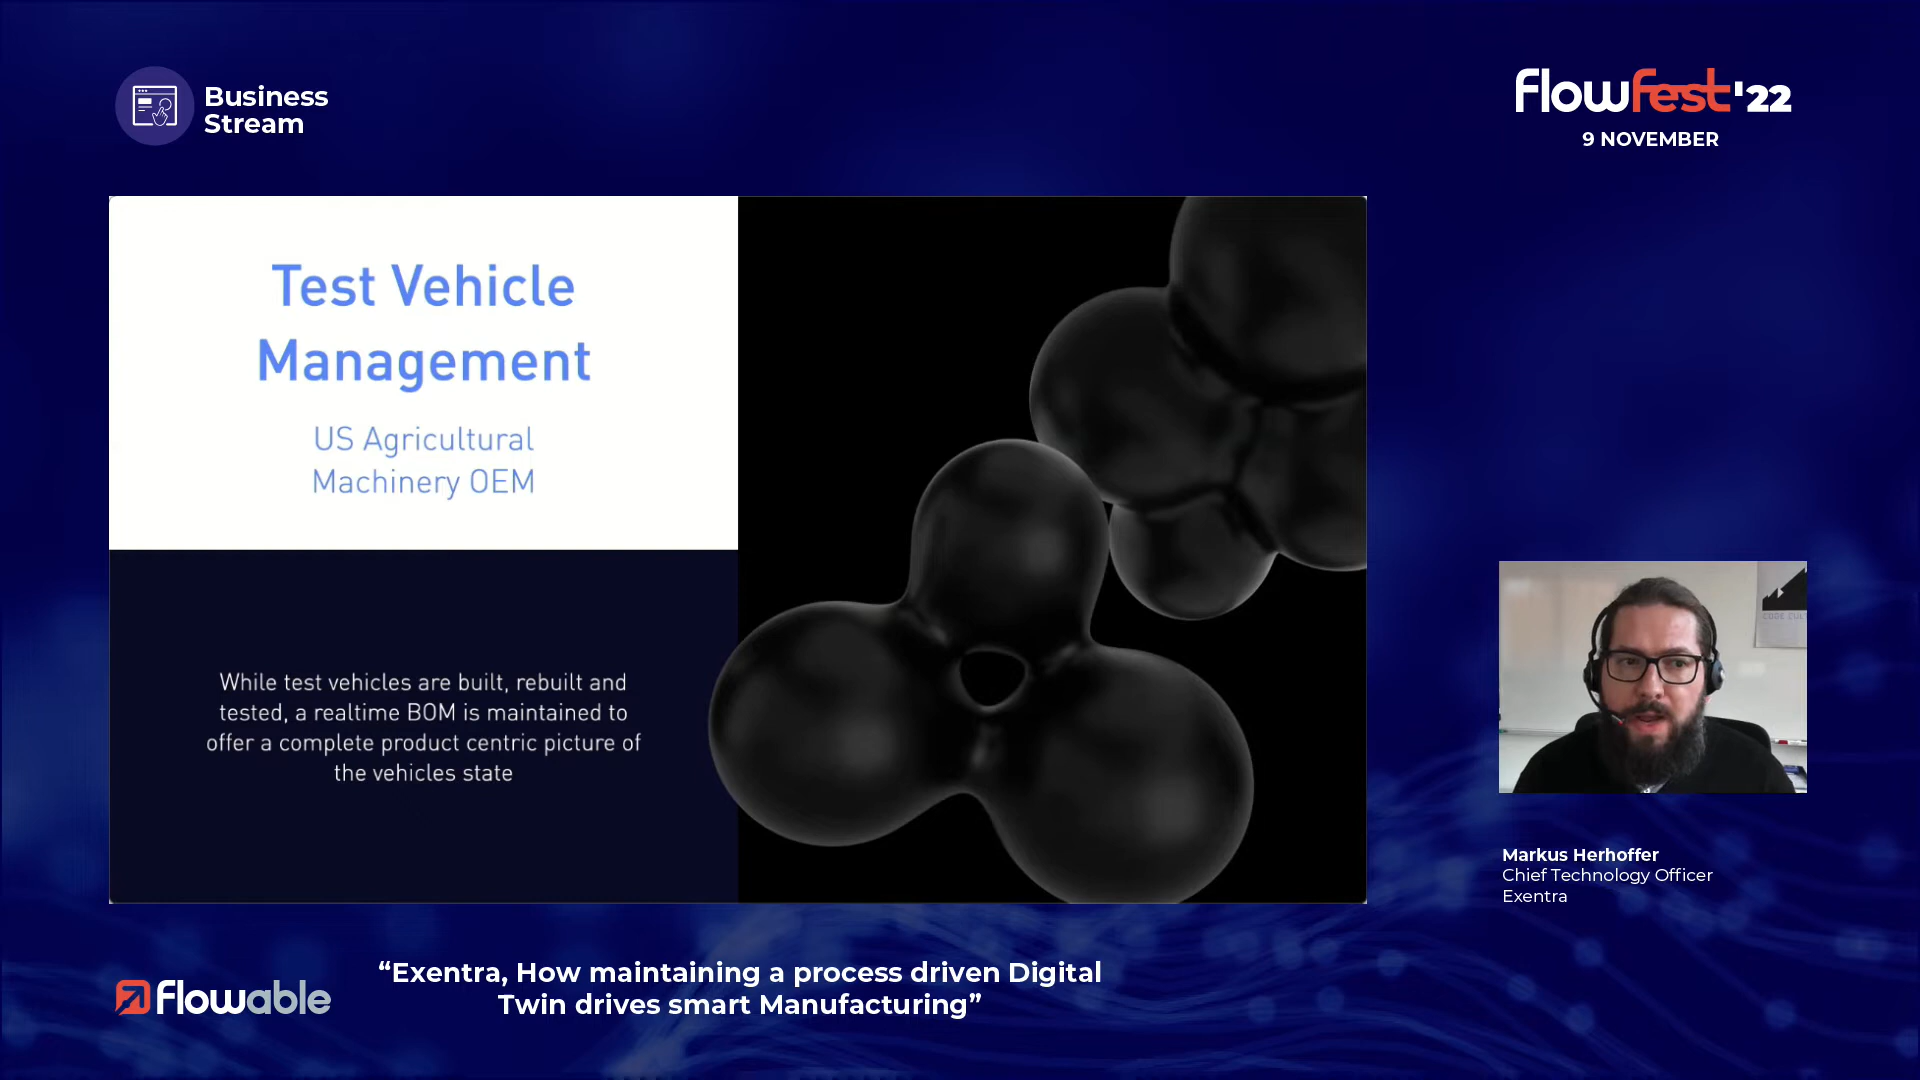 Business
Stream
flowfest'22
9 NOVEMBER
Test Vehicle
Management
US Agricultural
Machinery OEM
While test vehicles are built, rebuilt and
tested, a realtime BOM is maintained to
offer a complete product centric picture of
the vehicles state
Markus Herhoffer
Chief Technology Officer
Exentra
flowable
“Exentra, How maintaining a process driven Digital
Twin drives smart Manufacturing”